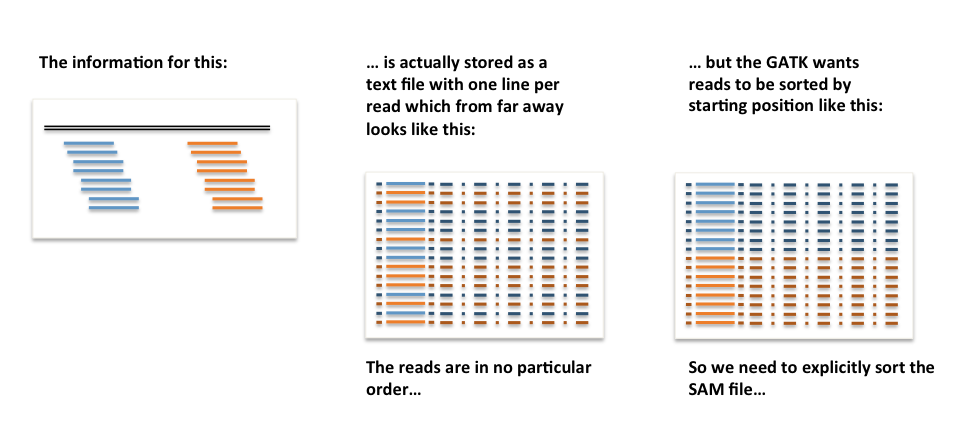 The information for this:
… is actually stored as a
text file with one line per
read which from far away
looks like this:
… but the GATK wants
reads to be sorted by
starting position like this:
The reads are in no particular
order…
So we need to explicitly sort the
SAM file…